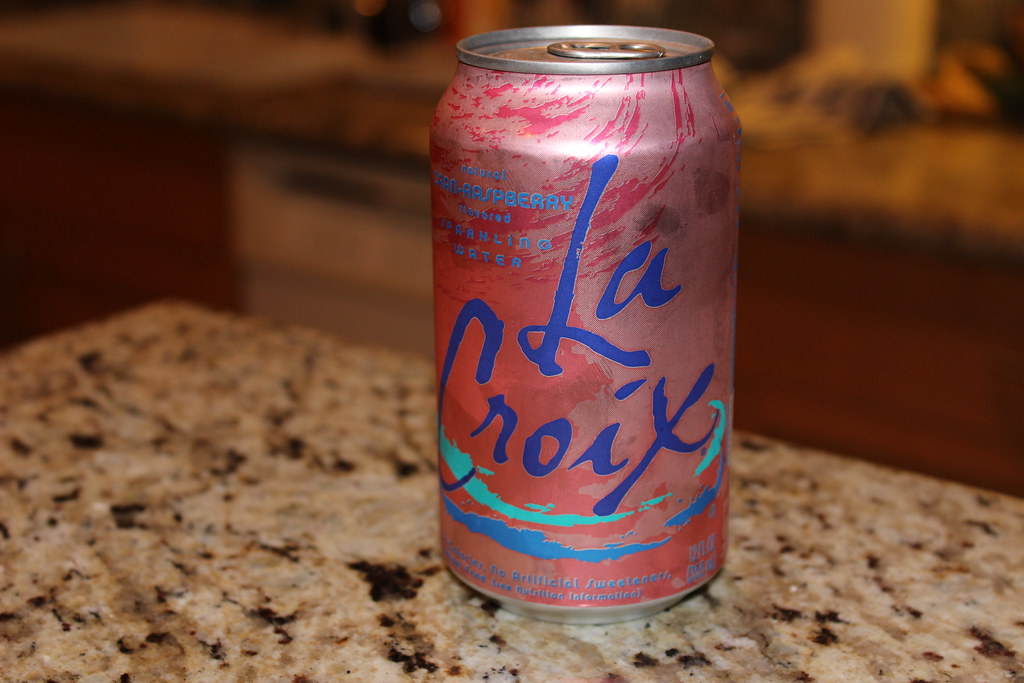 natural
CRAN-RASPBERRY
flavored
SPARKLING
WATER
La
Croix
No Artificial Sweeteners,